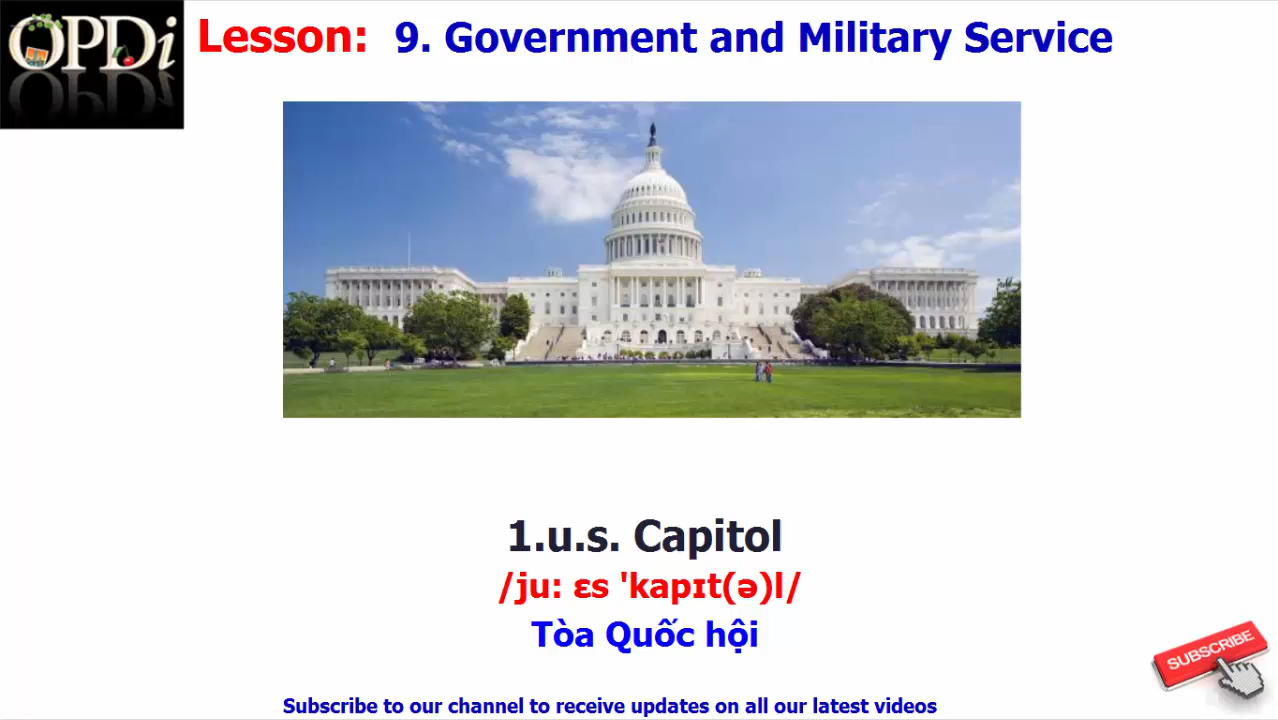 OPDi
Lesson: 9. Government and Military Service
1.u.s. Capitol
/ju: ɛs 'kapɪt(ə)l/
Tòa Quốc hội
SUBSCRIBE
Subscribe to our channel to receive updates on all our latest videos